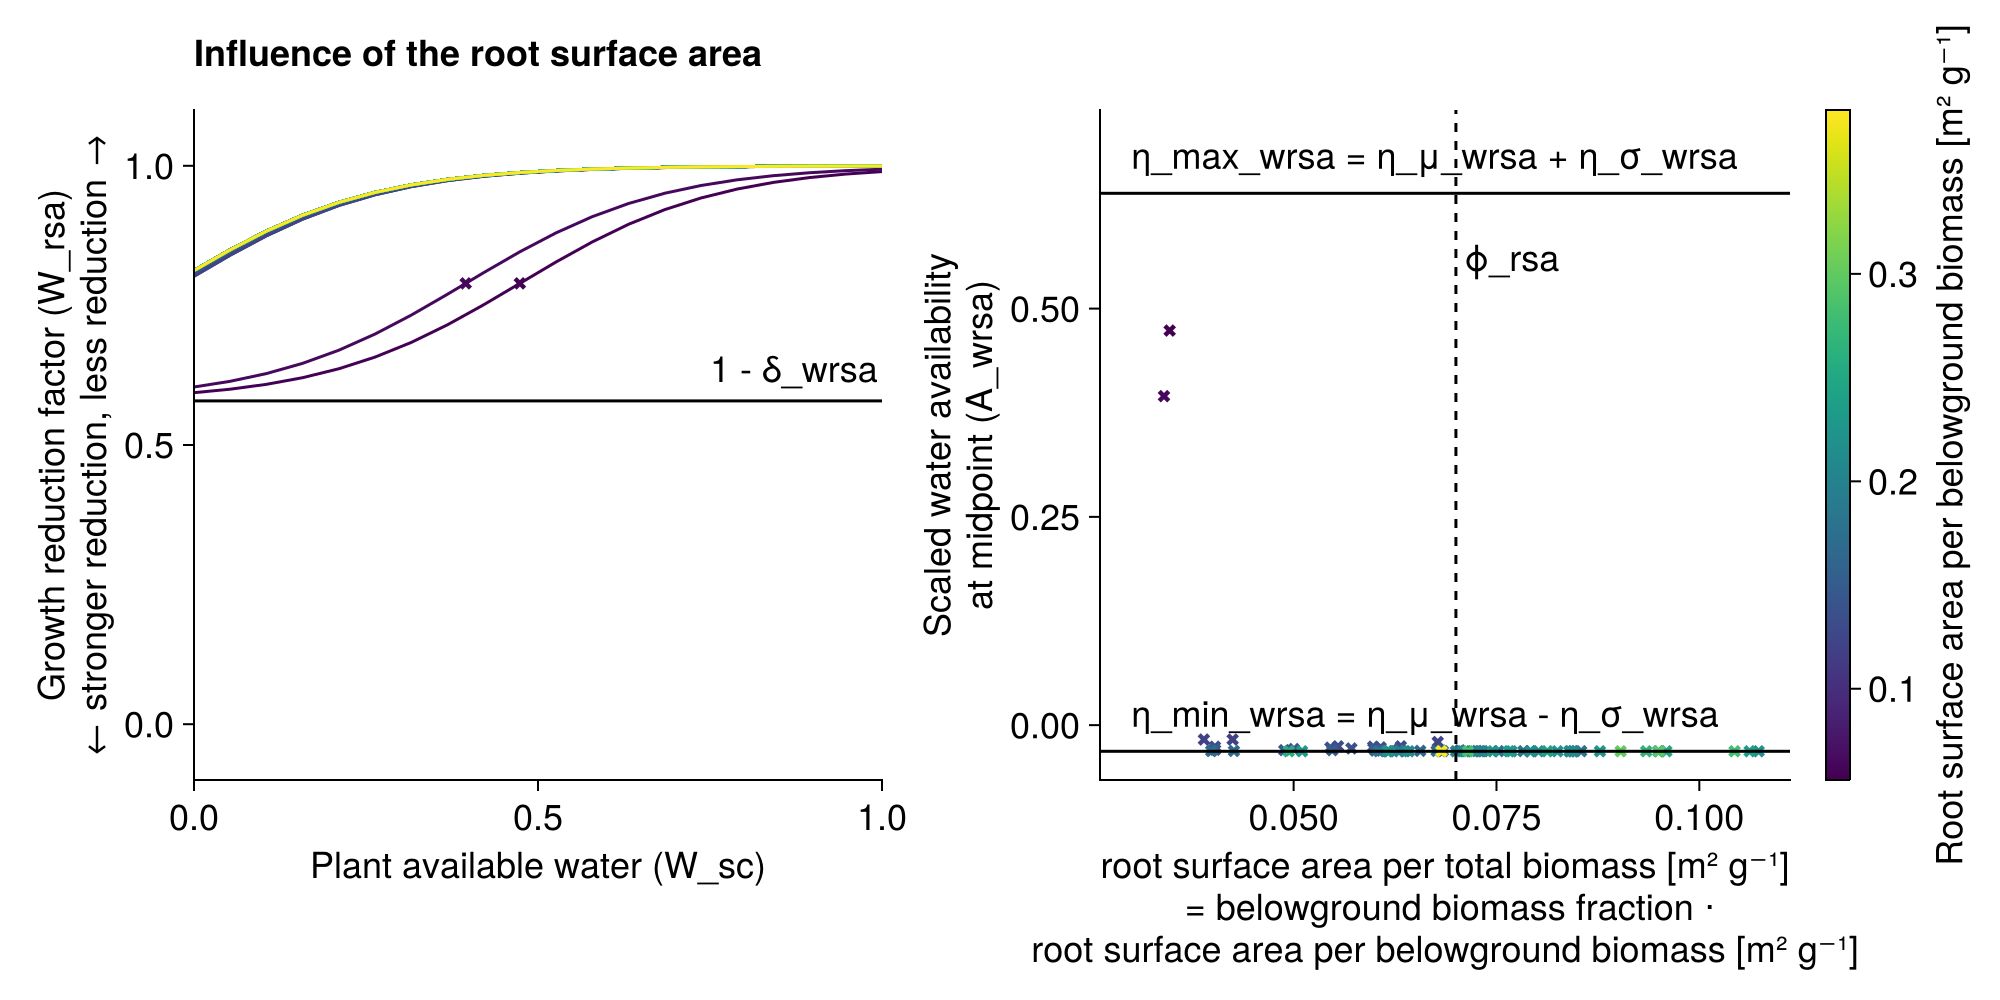 Influence of the root surface area
Growth reduction factor (W_rsa)
← stronger reduction, less reduction →
1.0
0.5
0.0
1 - δ_wrsa
0.0
0.5
1.0
Plant available water (W_sc)
Scaled water availability
at midpoint (A_wrsa)
0.50
0.25
0.00
η_max_wrsa = η_μ_wrsa + η_σ_wrsa
ϕ_rsa
η_min_wrsa = η_μ_wrsa - η_σ_wrsa
0.050
0.075
0.100
root surface area per total biomass [m² g⁻¹]
= belowground biomass fraction ⋅
root surface area per belowground biomass [m² g⁻¹]
0.3
0.2
0.1
Root surface area per belowground biomass [m² g⁻¹]